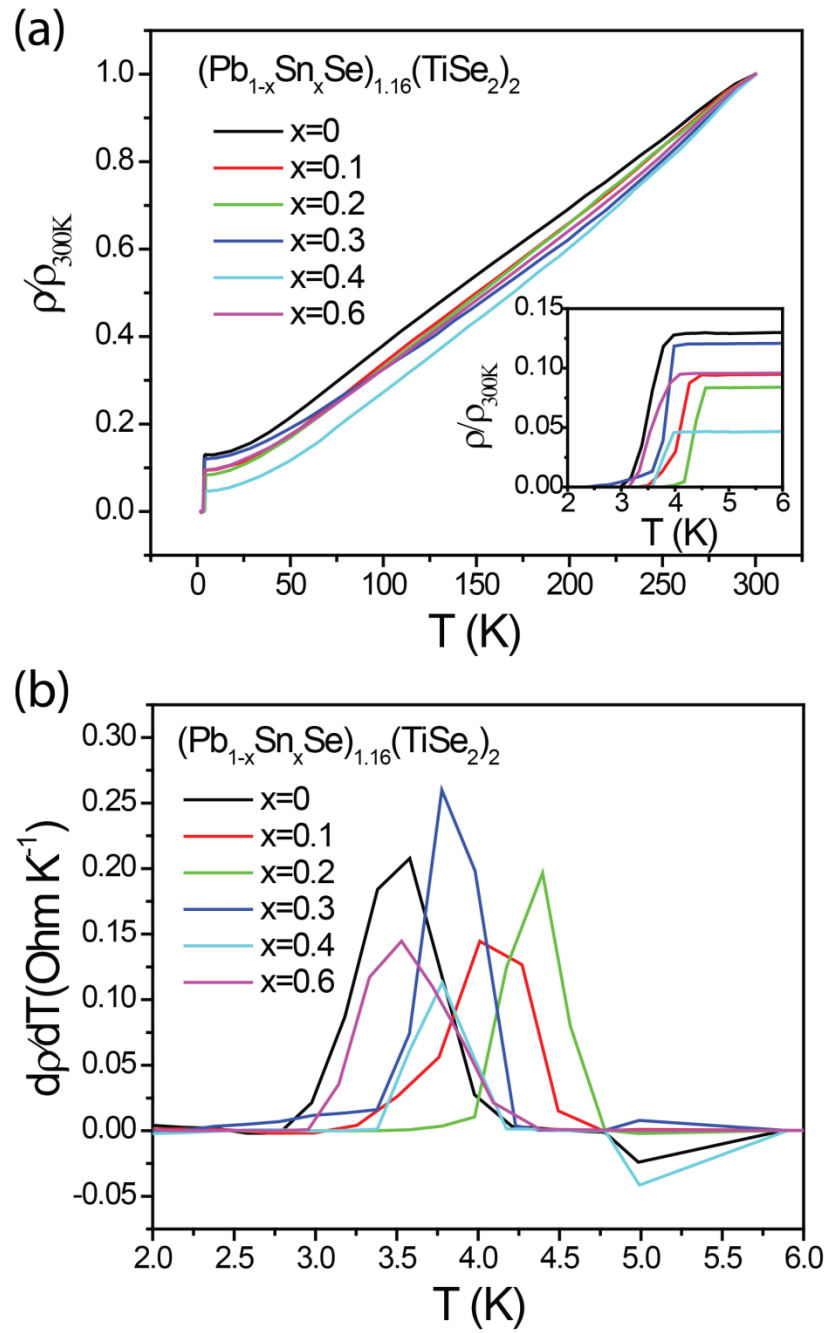 (a)
(Pb1-xSnxSe)1.16(TiSe2)2
x=0
x=0.1
x=0.2
x=0.3
x=0.4
x=0.6
1.0
0.8
0.6
0.4
0.2
0.0
ρ/ρ300K
0.15
0.10
0.05
0.00
ρ/ρ300K
2 3 4 5 6
T (K)
0 50 100 150 200 250 300
T (K)
(b)
(Pb1-xSnxSe)1.16(TiSe2)2
x=0
x=0.1
x=0.2
x=0.3
x=0.4
x=0.6
0.30
0.25
0.20
0.15
0.10
0.05
0.00
-0.05
dρ/dT(Ohm K-1)
2.0 2.5 3.0 3.5 4.0 4.5 5.0 5.5 6.0
T (K)